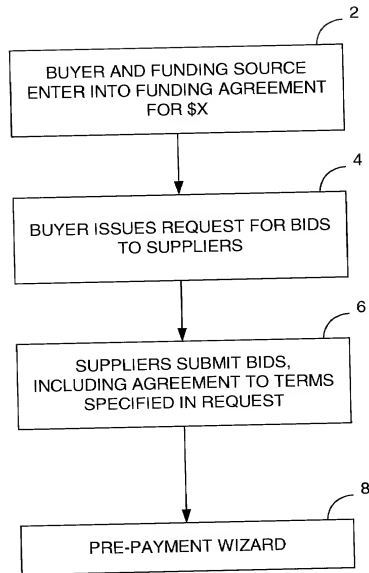 2
BUYER AND FUNDING SOURCE
ENTER INTO FUNDING AGREEMENT
FOR $X
4
BUYER ISSUES REQUEST FOR BIDS
TO SUPPLIERS
6
SUPPLIERS SUBMIT BIDS,
INCLUDING AGREEMENT TO TERMS
SPECIFIED IN REQUEST
8
PRE-PAYMENT WIZARD